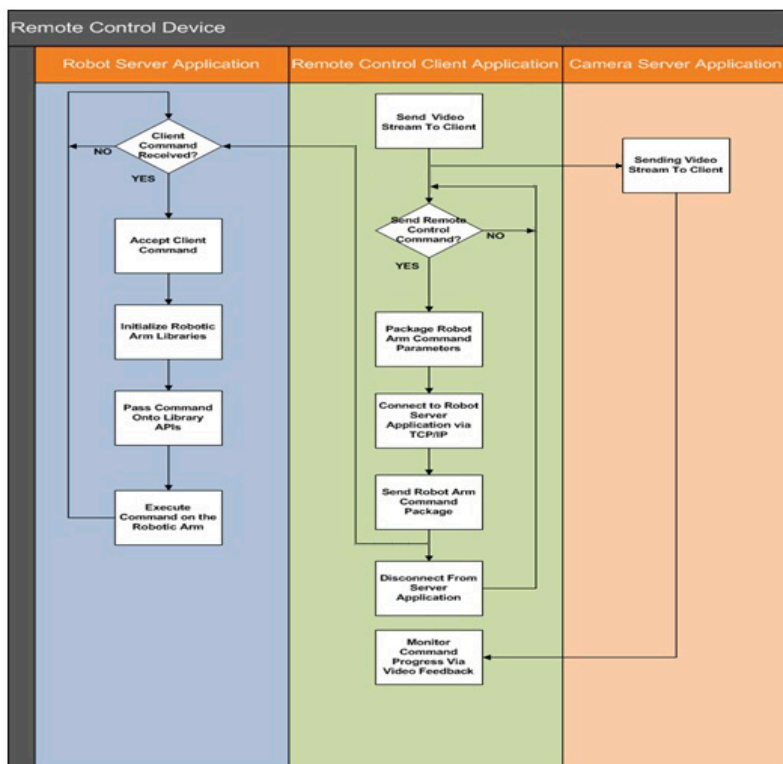 Remote Control Device
Robot Server Application
Remote Control Client Application
Camera Server Application
Client
Command
Received?
NO
YES
Accept Client
Command
Initialize Robotic
Arm Libraries
Pass Command
Onto Library
APIs
Execute
Command on the
Robotic Arm
Send Video
Stream To Client
Send Remote
Control
Command?
NO
YES
Package Robot
Arm Command
Parameters
Connect to Robot
Server
Application via
TCP/IP
Send Robot Arm
Command
Package
Disconnect From
Server
Application
Monitor
Command
Progress Via
Video Feedback
Sending Video
Stream To Client